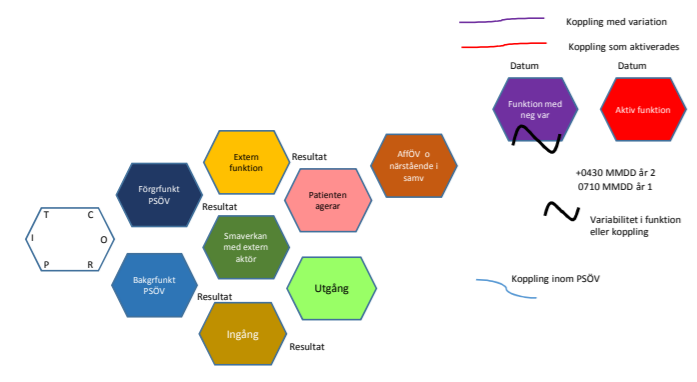 Koppling med variation
Koppling som aktiverades
Datum
Datum
Funktion med
neg var
Aktiv funktion
+0430 MMDD år 2
0710 MMDD år 1
Variabilitet i funktion
eller koppling
Koppling inom PSÖV
Extern
funktion
Resultat
AffÖV o
närstående i
samv
Förgrfunkt
PSÖV
Resultat
Patienten
agerar
T
C
I
O
P
R
Smaverkan
med extern
aktör
Bakgrfunkt
PSÖV
Resultat
Utgång
Ingång
Resultat